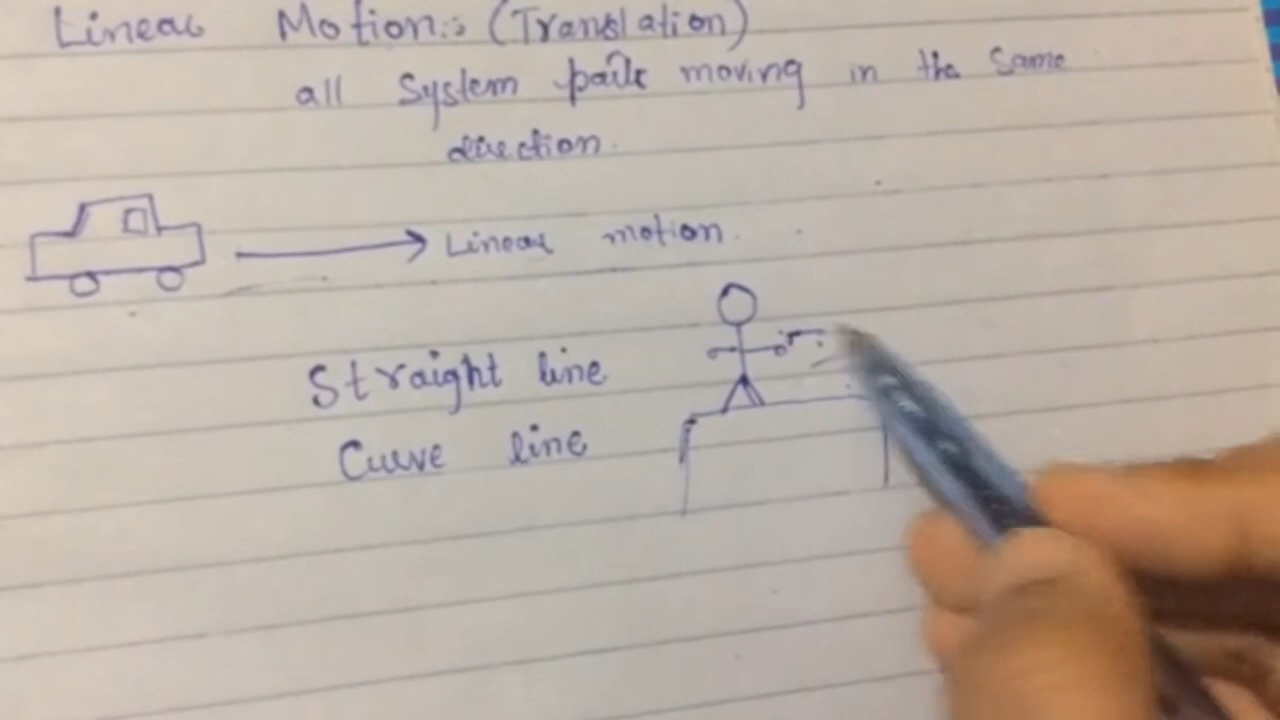 Linear Motion:: (Translation)
all System parts moving in the Same
direction.
Linear motion.
Straight line
Curve line